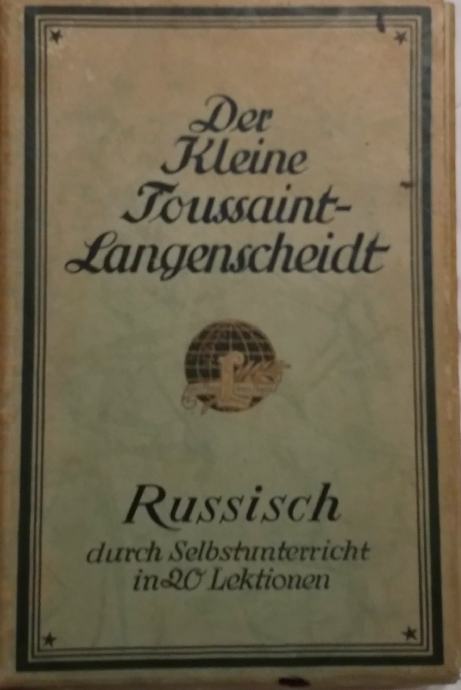 Der
Kleine
Toussaint-
Langenscheidt
Russisch
durch Selbstunterricht
in 20 Lektionen